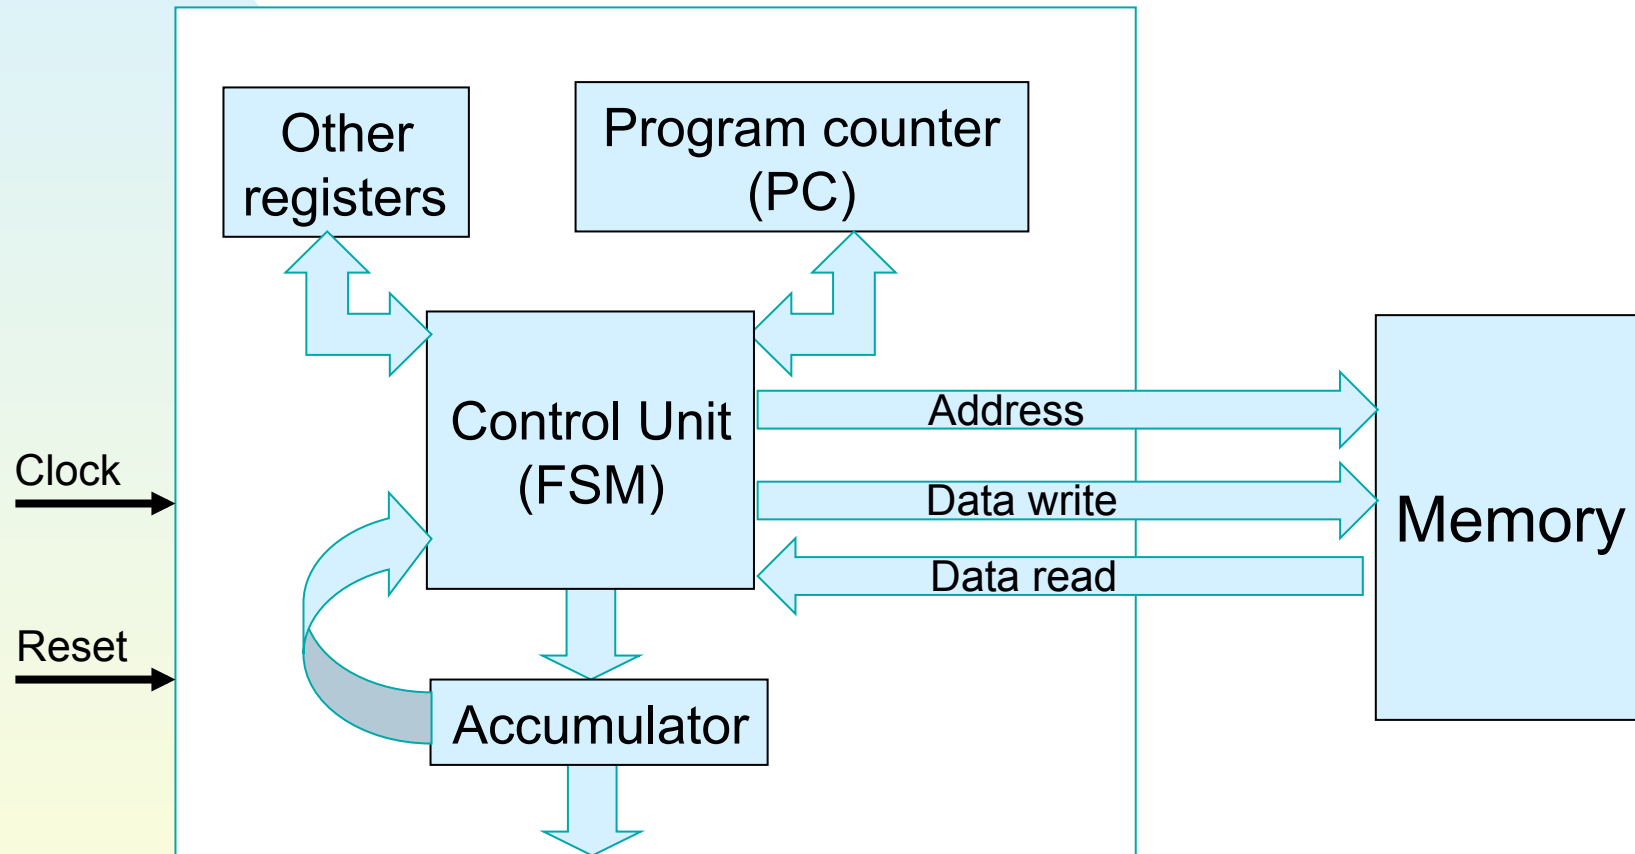 Other
registers
Program counter
(PC)
Control Unit
(FSM)
Address
Data write
Data read
Memory
Clock
Reset
Accumulator